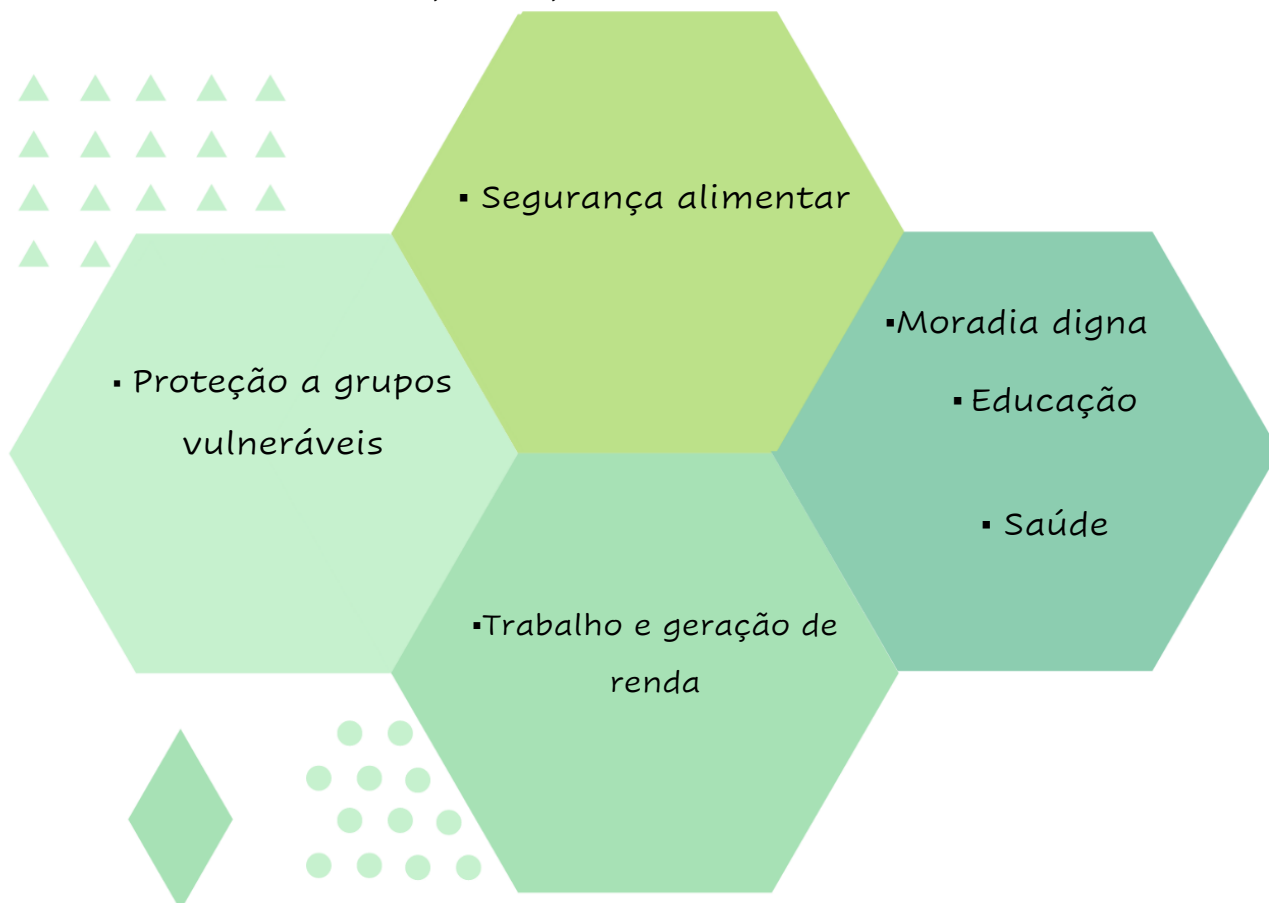 ▪ Segurança alimentar
▪Moradia digna
▪ Proteção a grupos
vulneráveis
▪ Educação
▪ Saúde
▪Trabalho e geração de
renda